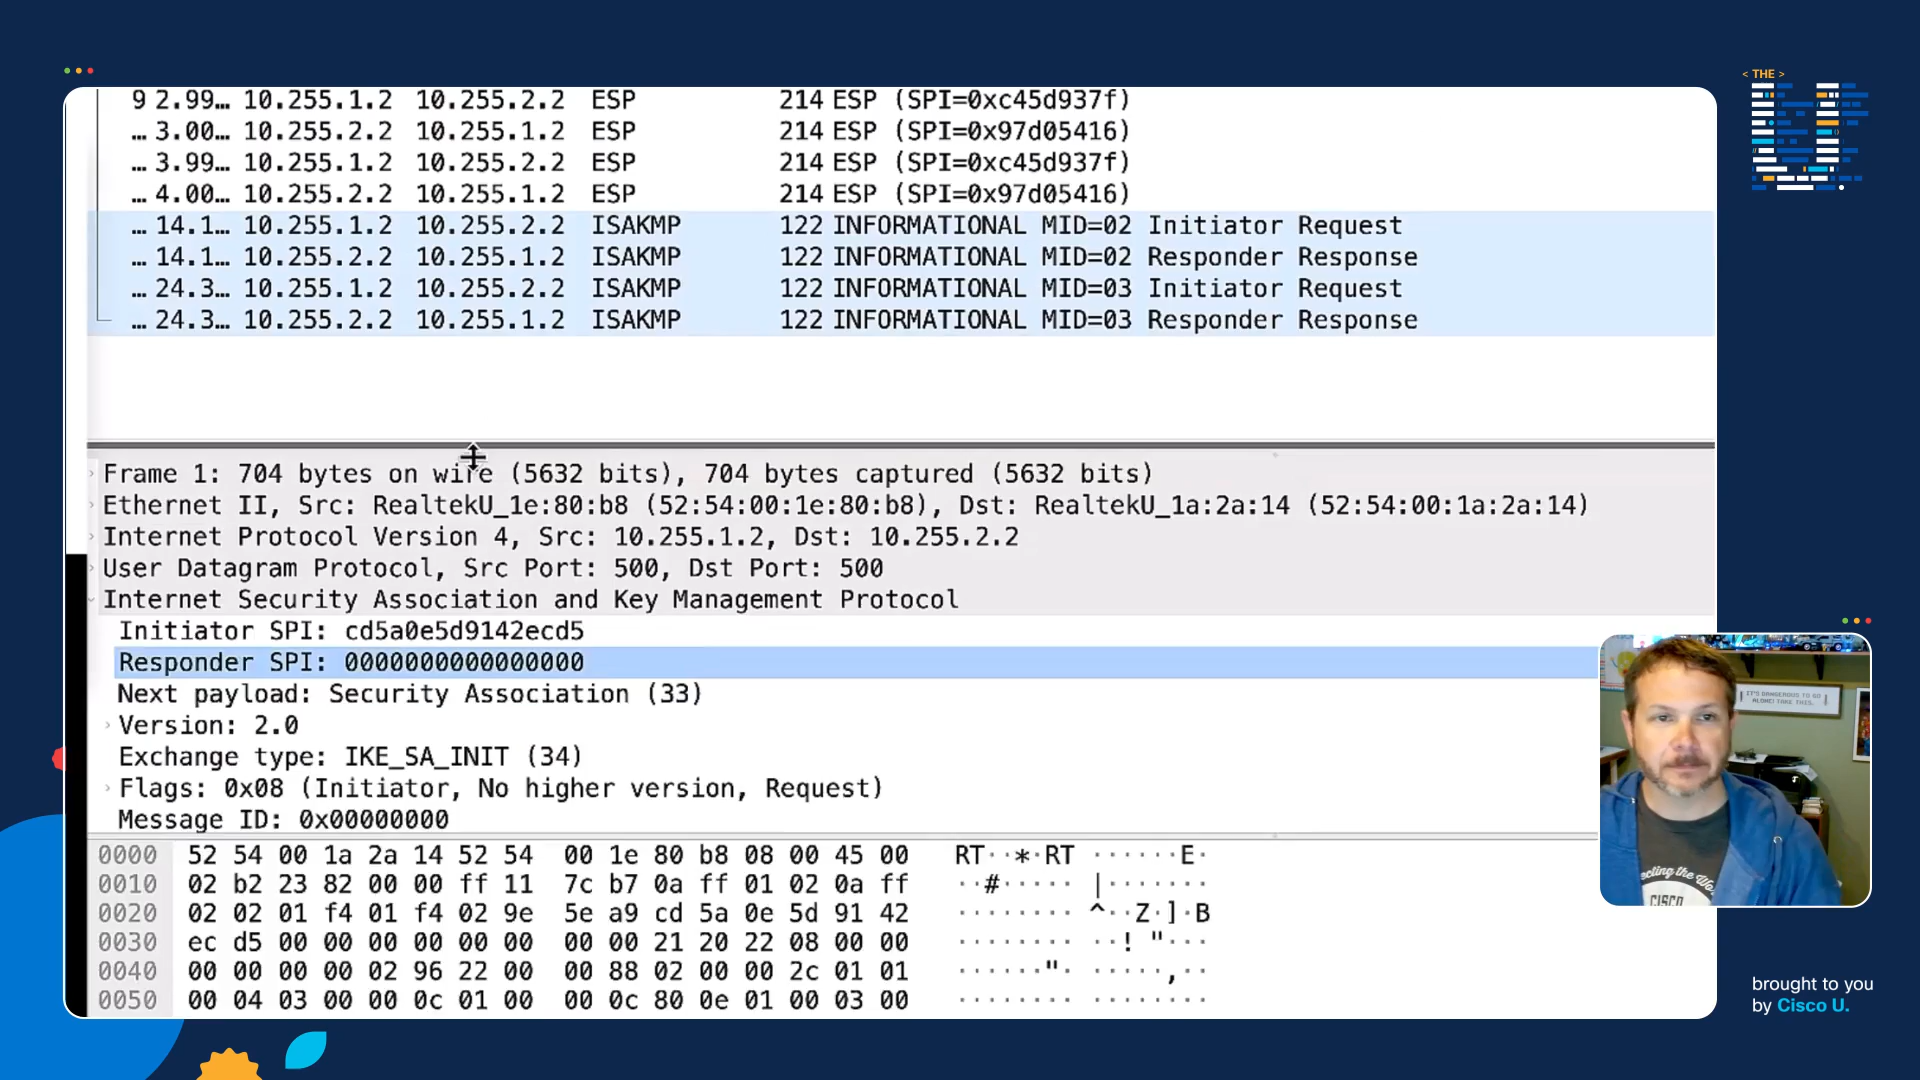 < THE >
9 2.99… 10.255.1.2 10.255.2.2 ESP 214 ESP (SPI=0xc45d937f)
… 3.00… 10.255.2.2 10.255.1.2 ESP 214 ESP (SPI=0x97d05416)
… 3.99… 10.255.1.2 10.255.2.2 ESP 214 ESP (SPI=0xc45d937f)
… 4.00… 10.255.2.2 10.255.1.2 ESP 214 ESP (SPI=0x97d05416)
… 14.1… 10.255.1.2 10.255.2.2 ISAKMP 122 INFORMATIONAL MID=02 Initiator Request
… 14.1… 10.255.2.2 10.255.1.2 ISAKMP 122 INFORMATIONAL MID=02 Responder Response
… 24.3… 10.255.1.2 10.255.2.2 ISAKMP 122 INFORMATIONAL MID=03 Initiator Request
… 24.3… 10.255.2.2 10.255.1.2 ISAKMP 122 INFORMATIONAL MID=03 Responder Response
Frame 1: 704 bytes on wire (5632 bits), 704 bytes captured (5632 bits)
Ethernet II, Src: RealtekU_1e:80:b8 (52:54:00:1e:80:b8), Dst: RealtekU_1a:2a:14 (52:54:00:1a:2a:14)
Internet Protocol Version 4, Src: 10.255.1.2, Dst: 10.255.2.2
User Datagram Protocol, Src Port: 500, Dst Port: 500
Internet Security Association and Key Management Protocol
Initiator SPI: cd5a0e5d9142ecd5
Responder SPI: 0000000000000000
Next payload: Security Association (33)
Version: 2.0
Exchange type: IKE_SA_INIT (34)
Flags: 0x08 (Initiator, No higher version, Request)
Message ID: 0x00000000
0000 52 54 00 1a 2a 14 52 54 00 1e 80 b8 08 00 45 00 RT··*·RT ······E·
0010 02 b2 23 82 00 00 ff 11 7c b7 0a ff 01 02 0a ff ··#····· |·······
0020 02 02 01 f4 01 f4 02 9e 5e a9 cd 5a 0e 5d 91 42 ········ ^··Z·]·B
0030 ec d5 00 00 00 00 00 00 00 00 21 20 22 08 00 00 ········ ··! "···
0040 00 00 00 00 02 96 22 00 00 88 02 00 00 2c 01 01 ······"· ·····,··
0050 00 04 03 00 00 0c 01 00 00 0c 80 0e 01 00 03 00 ········ ········
IT'S DANGEROUS TO GO
ALONE! TAKE THIS.
CISCO
brought to you
by Cisco U.